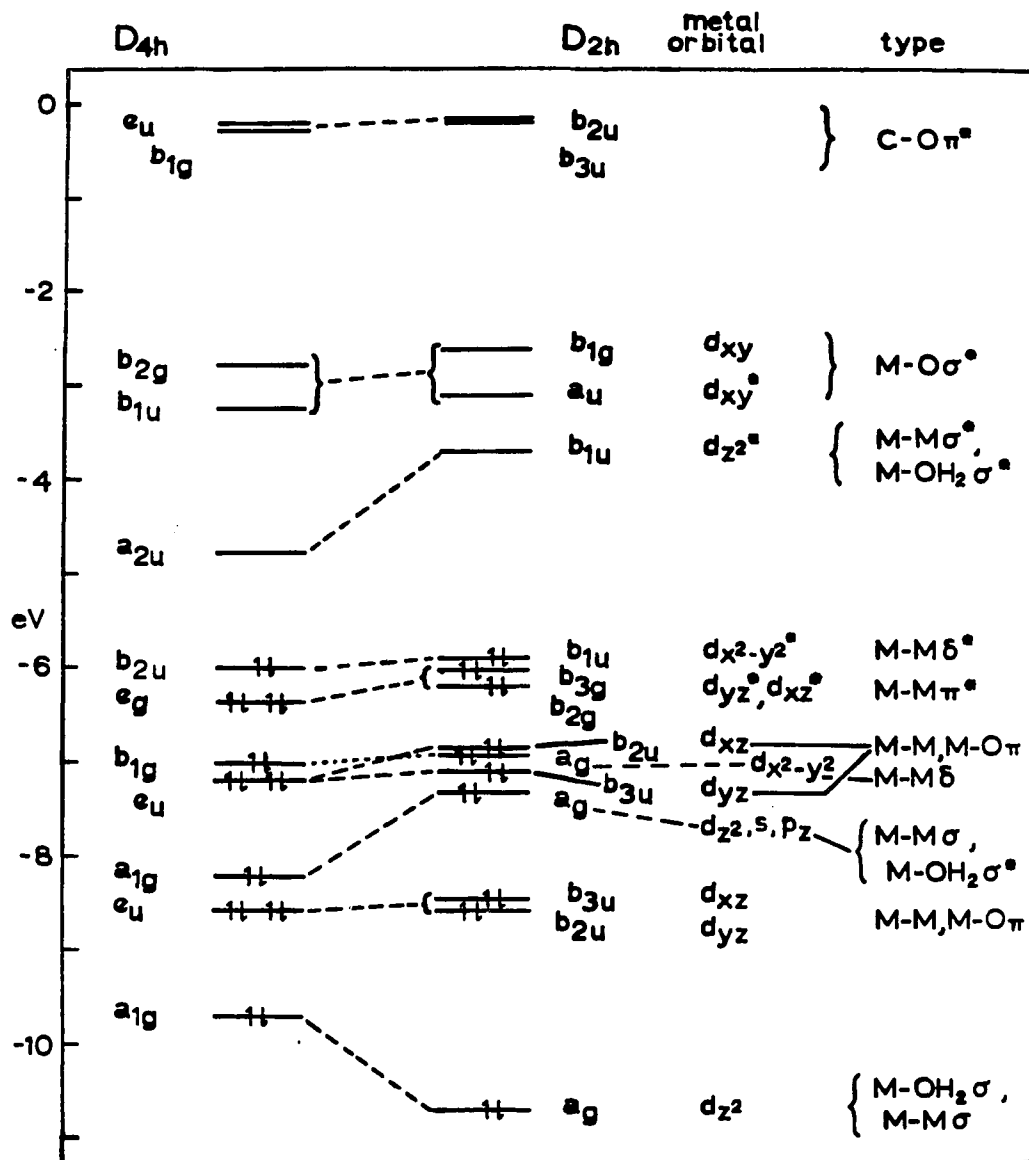 D4h D2h metal orbital type
0
eu b2u
b1g b3u
C-Oπ*
-2
b2g b1g dxy
M-Oσ*
b1u au dxy*
b1u dz2* M-Mσ*,
M-OH2σ*
-4
a2u
eV
-6
b2u b1u dx2-y2* M-Mδ*
eg b3g dyz*, dxz* M-Mπ*
b2g
b1g b2u dxz M-M, M-Oπ
ag dx2-y2
eu b3u dyz M-Mδ
ag
dz2, s, pz M-Mσ,
M-OH2σ*
-8
a1g
eu b3u dxz
b2u dyz M-M, M-Oπ
a1g
-10
ag dz2 M-OH2σ,
M-Mσ